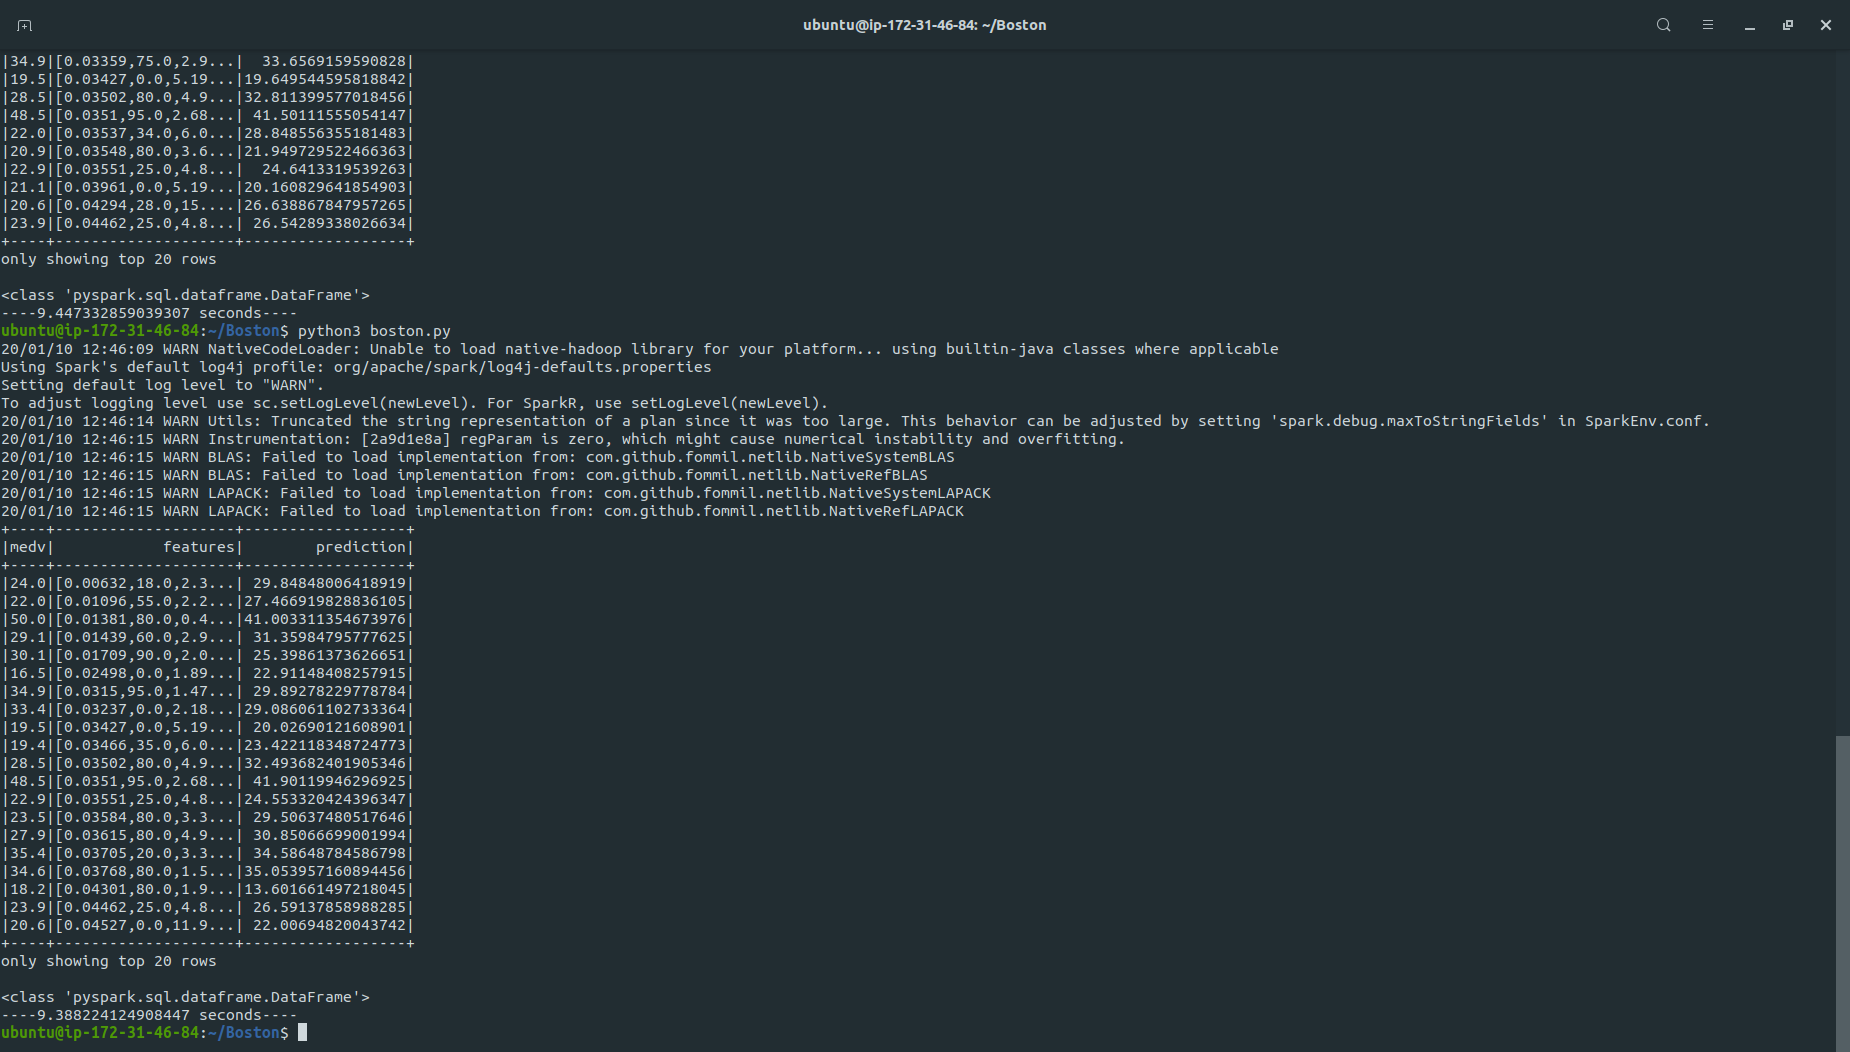 ubuntu@ip-172-31-46-84: ~/Boston
|34.9|[0.03359,75.0,2.9...|  33.6569159590828|
|19.5|[0.03427,0.0,5.19...|19.649544595818842|
|28.5|[0.03502,80.0,4.9...|32.811399577018456|
|48.5|[0.0351,95.0,2.68...| 41.50111555054147|
|22.0|[0.03537,34.0,6.0...|28.848556355181483|
|20.9|[0.03548,80.0,3.6...|21.949729522466363|
|22.9|[0.03551,25.0,4.8...|  24.6413319539263|
|21.1|[0.03961,0.0,5.19...|20.160829641854903|
|20.6|[0.04294,28.0,15....|26.638867847957265|
|23.9|[0.04462,25.0,4.8...| 26.54289338026634|
+----+--------------------+------------------+
only showing top 20 rows
<class 'pyspark.sql.dataframe.DataFrame'>
----9.447332859039307 seconds----
ubuntu@ip-172-31-46-84:~/Boston$ python3 boston.py
20/01/10 12:46:09 WARN NativeCodeLoader: Unable to load native-hadoop library for your platform... using builtin-java classes where applicable
Using Spark's default log4j profile: org/apache/spark/log4j-defaults.properties
Setting default log level to "WARN".
To adjust logging level use sc.setLogLevel(newLevel). For SparkR, use setLogLevel(newLevel).
20/01/10 12:46:14 WARN Utils: Truncated the string representation of a plan since it was too large. This behavior can be adjusted by setting 'spark.debug.maxToStringFields' in SparkEnv.conf.
20/01/10 12:46:15 WARN Instrumentation: [2a9d1e8a] regParam is zero, which might cause numerical instability and overfitting.
20/01/10 12:46:15 WARN BLAS: Failed to load implementation from: com.github.fommil.netlib.NativeSystemBLAS
20/01/10 12:46:15 WARN BLAS: Failed to load implementation from: com.github.fommil.netlib.NativeRefBLAS
20/01/10 12:46:15 WARN LAPACK: Failed to load implementation from: com.github.fommil.netlib.NativeSystemLAPACK
20/01/10 12:46:15 WARN LAPACK: Failed to load implementation from: com.github.fommil.netlib.NativeRefLAPACK
+----+--------------------+------------------+
|medv|            features|        prediction|
+----+--------------------+------------------+
|24.0|[0.00632,18.0,2.3...| 29.84848006418919|
|22.0|[0.01096,55.0,2.2...|27.466919828836105|
|50.0|[0.01381,80.0,0.4...|41.003311354673976|
|29.1|[0.01439,60.0,2.9...| 31.35984795777625|
|30.1|[0.01709,90.0,2.0...| 25.39861373626651|
|16.5|[0.02498,0.0,1.89...| 22.91148408257915|
|34.9|[0.0315,95.0,1.47...| 29.89278229778784|
|33.4|[0.03237,0.0,2.18...|29.086061102733364|
|19.5|[0.03427,0.0,5.19...| 20.02690121608901|
|19.4|[0.03466,35.0,6.0...|23.422118348724773|
|28.5|[0.03502,80.0,4.9...|32.493682401905346|
|48.5|[0.0351,95.0,2.68...| 41.90119946296925|
|22.9|[0.03551,25.0,4.8...|24.553320424396347|
|23.5|[0.03584,80.0,3.3...| 29.50637480517646|
|27.9|[0.03615,80.0,4.9...| 30.85066699001994|
|35.4|[0.03705,20.0,3.3...| 34.58648784586798|
|34.6|[0.03768,80.0,1.5...|35.053957160894456|
|18.2|[0.04301,80.0,1.9...|13.601661497218045|
|23.9|[0.04462,25.0,4.8...| 26.59137858988285|
|20.6|[0.04527,0.0,11.9...| 22.00694820043742|
+----+--------------------+------------------+
only showing top 20 rows
<class 'pyspark.sql.dataframe.DataFrame'>
----9.388224124908447 seconds----
ubuntu@ip-172-31-46-84:~/Boston$